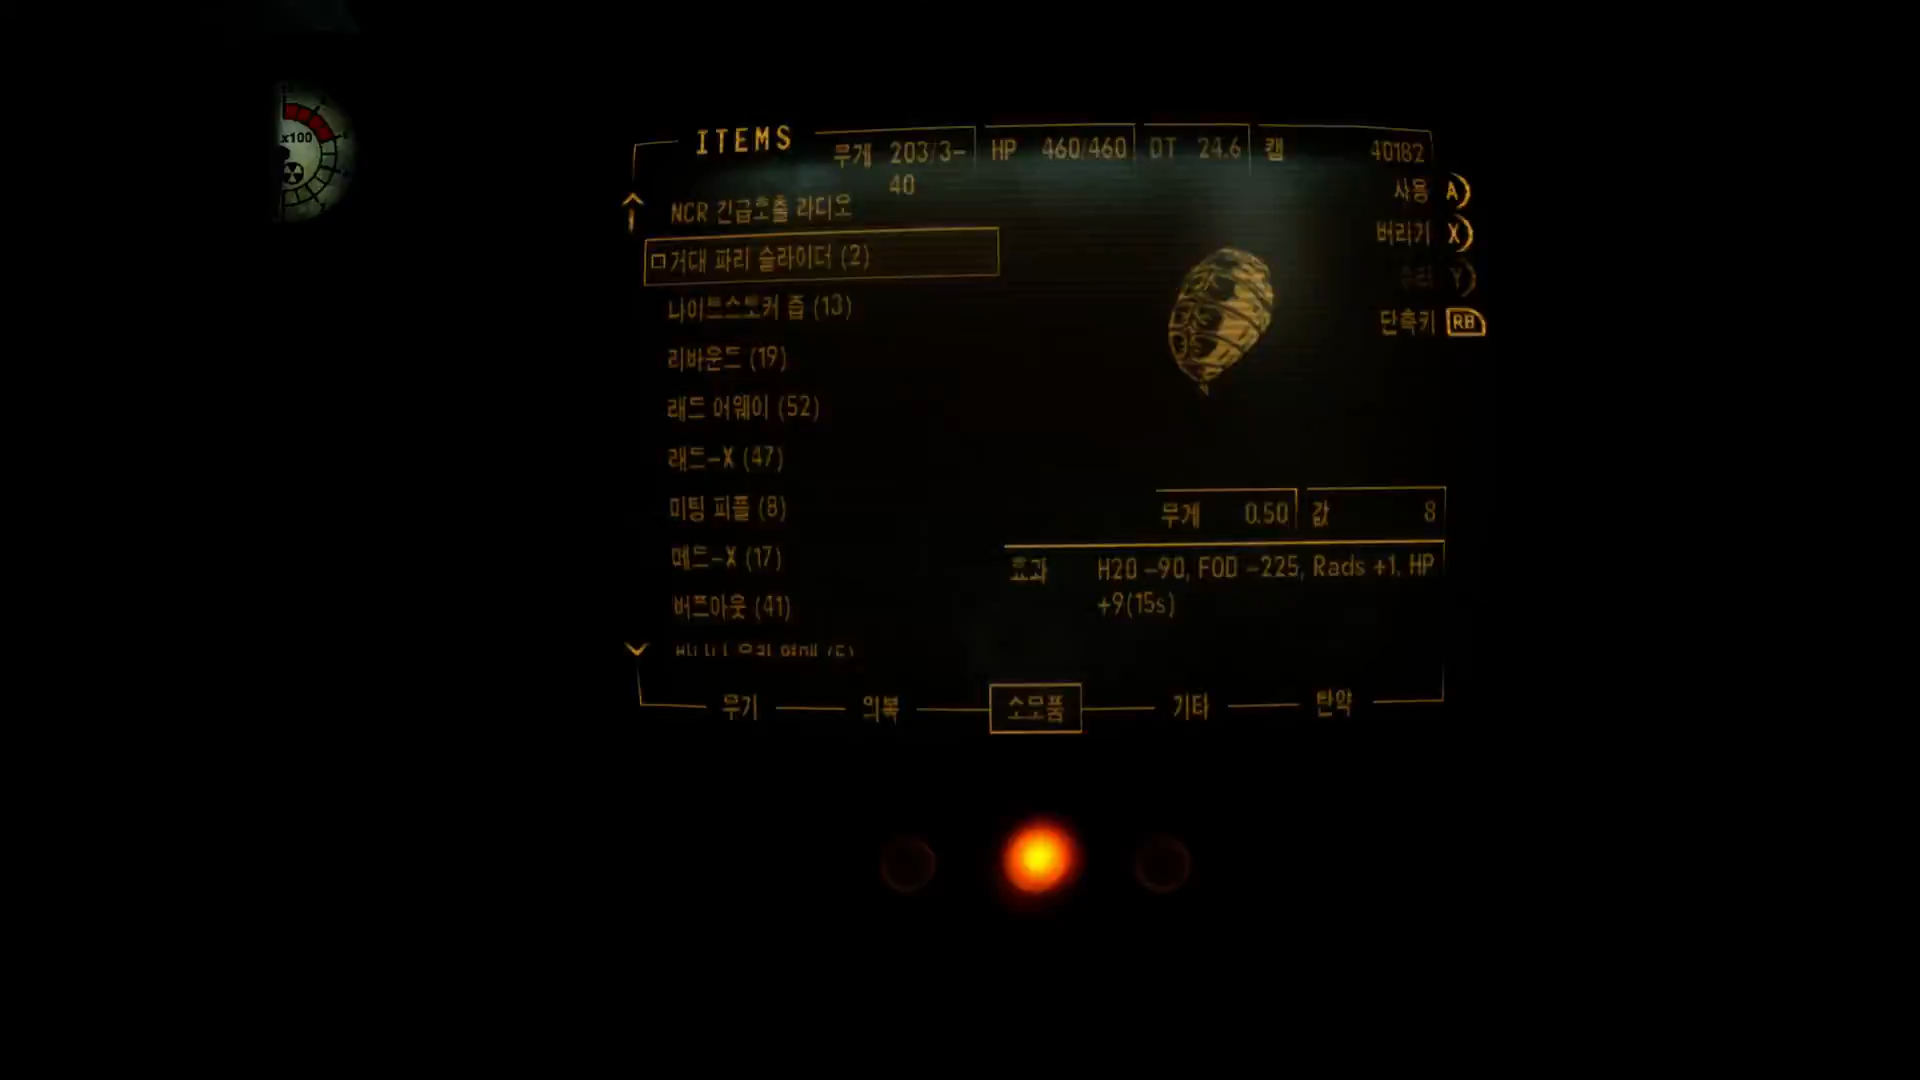 x100
ITEMS
무게 203/3-
40
HP 460/460
DT 24.6
캡 40182
NCR 긴급호출 라디오
거대 파리 슬라이더 (2)
나이트스토커 즙 (13)
리바운드 (19)
래드 어웨이 (52)
래드-X (47)
미팅 피플 (8)
메드-X (17)
버프아웃 (41)
사용 A)
버리기 X)
수리 Y)
단축키 RB
무게 0.50
값 8
효과 H20 -90, FOD -225, Rads +1, HP
+9(15s)
무기 의복 소모품 기타 탄약